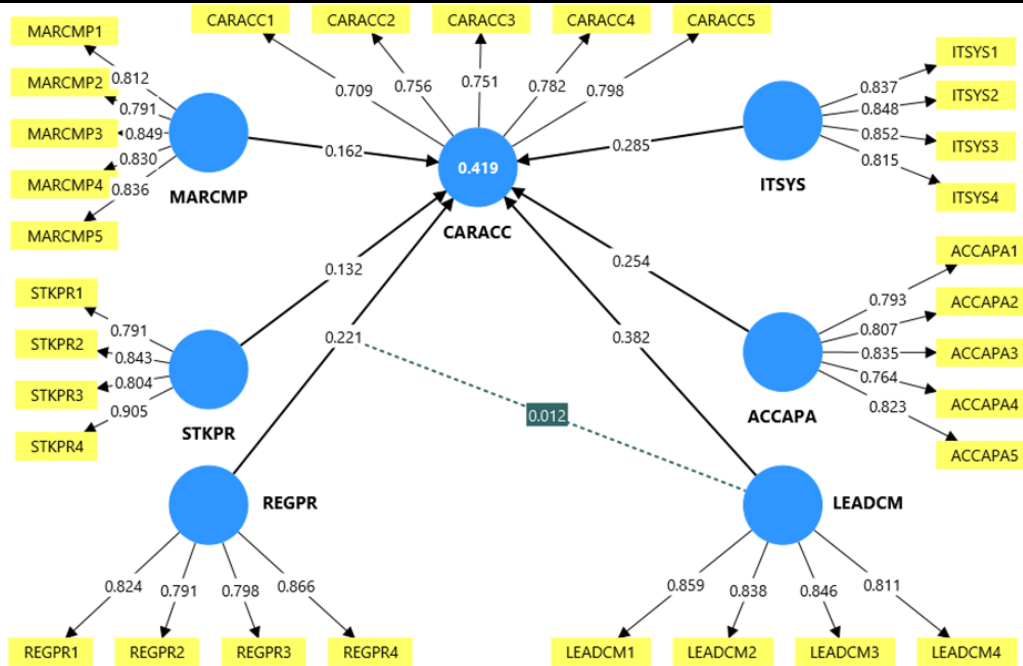 CARACC1 CARACC2 CARACC3 CARACC4 CARACC5
0.709 0.756 0.751 0.782 0.798
MARCMP1
MARCMP2
MARCMP3
MARCMP4
MARCMP5
0.812
0.791
0.849
0.830
0.836
MARCMP
0.162
0.419
CARACC
0.285
ITSYS
0.837
0.848
0.852
0.815
ITSYS1
ITSYS2
ITSYS3
ITSYS4
STKPR1
STKPR2
STKPR3
STKPR4
0.791
0.843
0.804
0.905
STKPR
0.132
0.221
0.012
0.254
0.382
ACCAPA
0.793
0.807
0.835
0.764
0.823
ACCAPA1
ACCAPA2
ACCAPA3
ACCAPA4
ACCAPA5
REGPR
0.824 0.791 0.798 0.866
REGPR1 REGPR2 REGPR3 REGPR4
LEADCM
0.859 0.838 0.846 0.811
LEADCM1 LEADCM2 LEADCM3 LEADCM4